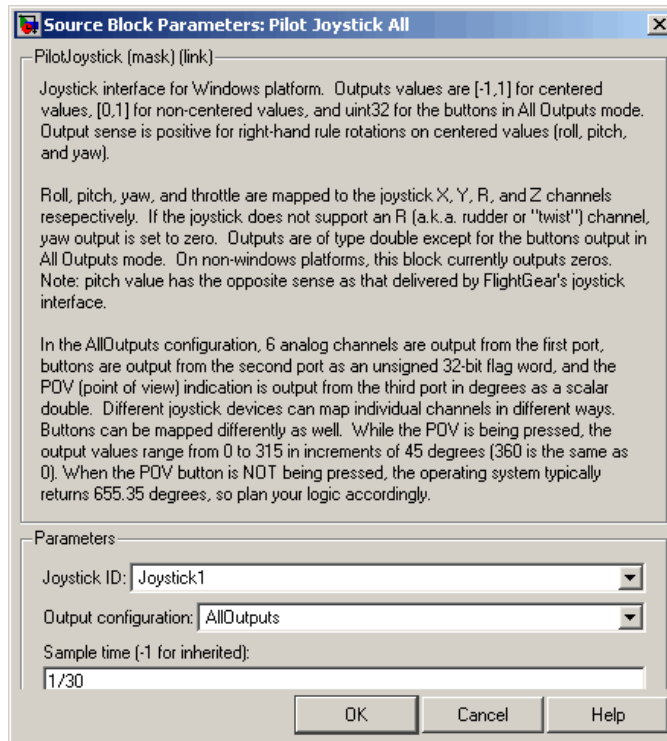 Source Block Parameters: Pilot Joystick All
PilotJoystick (mask) (link)
Joystick interface for Windows platform.  Outputs values are [-1,1] for centered
values, [0,1] for non-centered values, and uint32 for the buttons in All Outputs mode.
Output sense is positive for right-hand rule rotations on centered values (roll, pitch,
and yaw).
Roll, pitch, yaw, and throttle are mapped to the joystick X, Y, R, and Z channels
resepectively.  If the joystick does not support an R (a.k.a. rudder or "twist") channel,
yaw output is set to zero.  Outputs are of type double except for the buttons output in
All Outputs mode.  On non-windows platforms, this block currently outputs zeros.
Note: pitch value has the opposite sense as that delivered by FlightGear's joystick
interface.
In the AllOutputs configuration, 6 analog channels are output from the first port,
buttons are output from the second port as an unsigned 32-bit flag word, and the
POV (point of view) indication is output from the third port in degrees as a scalar
double.  Different joystick devices can map individual channels in different ways.
Buttons can be mapped differently as well.  While the POV is being pressed, the
output values range from 0 to 315 in increments of 45 degrees (360 is the same as
0). When the POV button is NOT being pressed, the operating system typically
returns 655.35 degrees, so plan your logic accordingly.
Parameters
Joystick ID: Joystick1
Output configuration: AllOutputs
Sample time (-1 for inherited):
1/30
OK Cancel Help